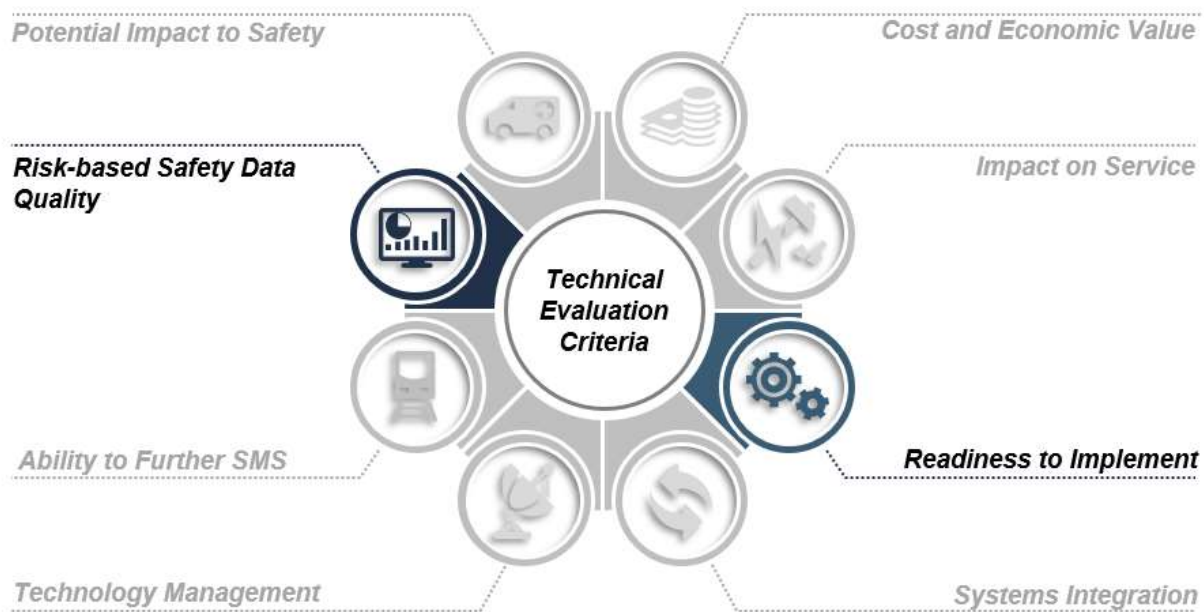 Potential Impact to Safety
Cost and Economic Value
Risk-based Safety Data
Quality
Impact on Service
Technical
Evaluation
Criteria
Ability to Further SMS
Readiness to Implement
Technology Management
Systems Integration